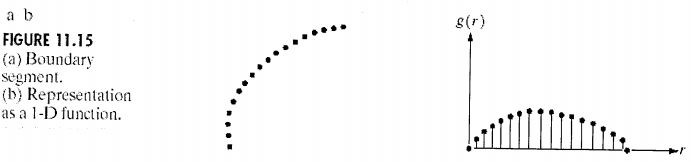 a b
FIGURE 11.15
(a) Boundary
segment.
(b) Representation
as a 1-D function.
g(r)
r